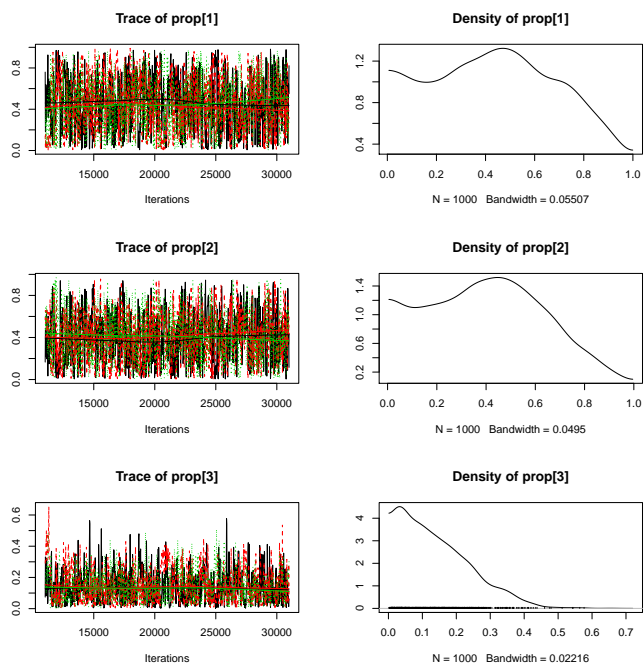 Trace of prop[1]
0.0 0.4 0.8
15000 20000 25000 30000
Iterations
Density of prop[1]
0.4 0.8 1.2
0.0 0.2 0.4 0.6 0.8 1.0
N = 1000 Bandwidth = 0.05507
Trace of prop[2]
0.0 0.4 0.8
15000 20000 25000 30000
Iterations
Density of prop[2]
0.2 0.6 1.0 1.4
0.0 0.2 0.4 0.6 0.8 1.0
N = 1000 Bandwidth = 0.0495
Trace of prop[3]
0.0 0.2 0.4 0.6
15000 20000 25000 30000
Iterations
Density of prop[3]
0 1 2 3 4
0.0 0.1 0.2 0.3 0.4 0.5 0.6 0.7
N = 1000 Bandwidth = 0.02216